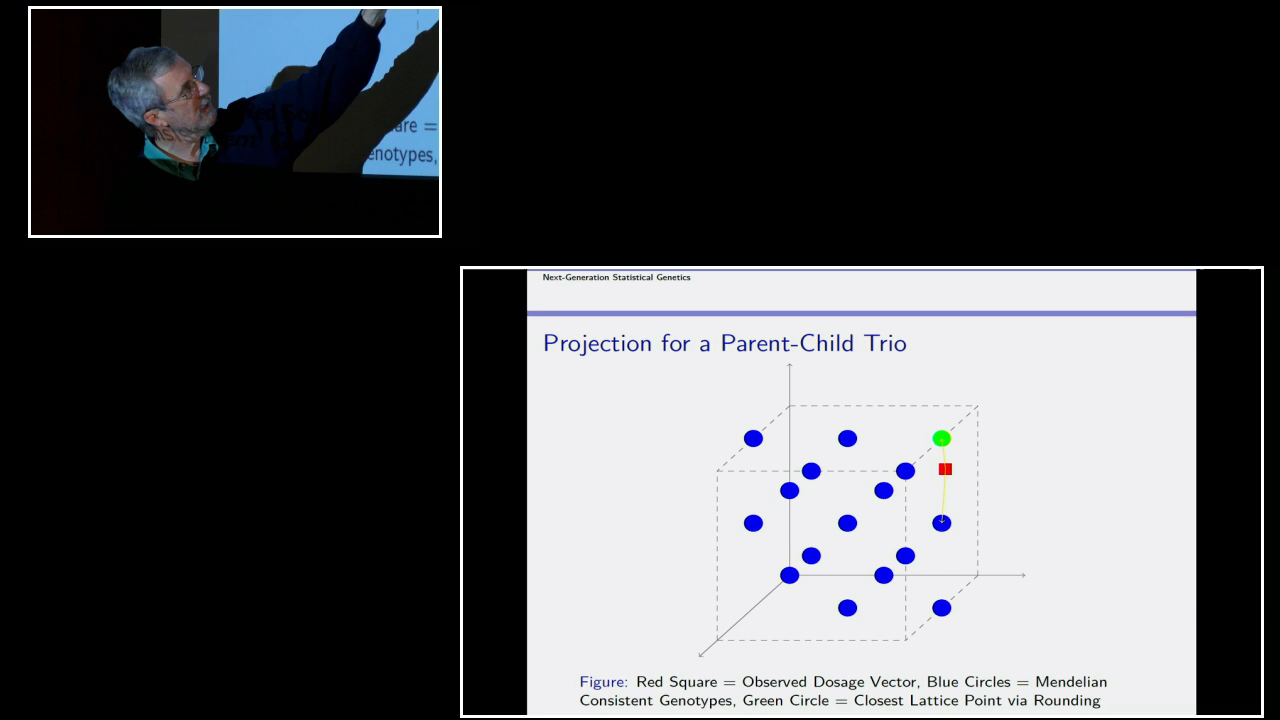 are =
enotypes,
Next-Generation Statistical Genetics
Projection for a Parent-Child Trio
Figure: Red Square = Observed Dosage Vector, Blue Circles = Mendelian
Consistent Genotypes, Green Circle = Closest Lattice Point via Rounding